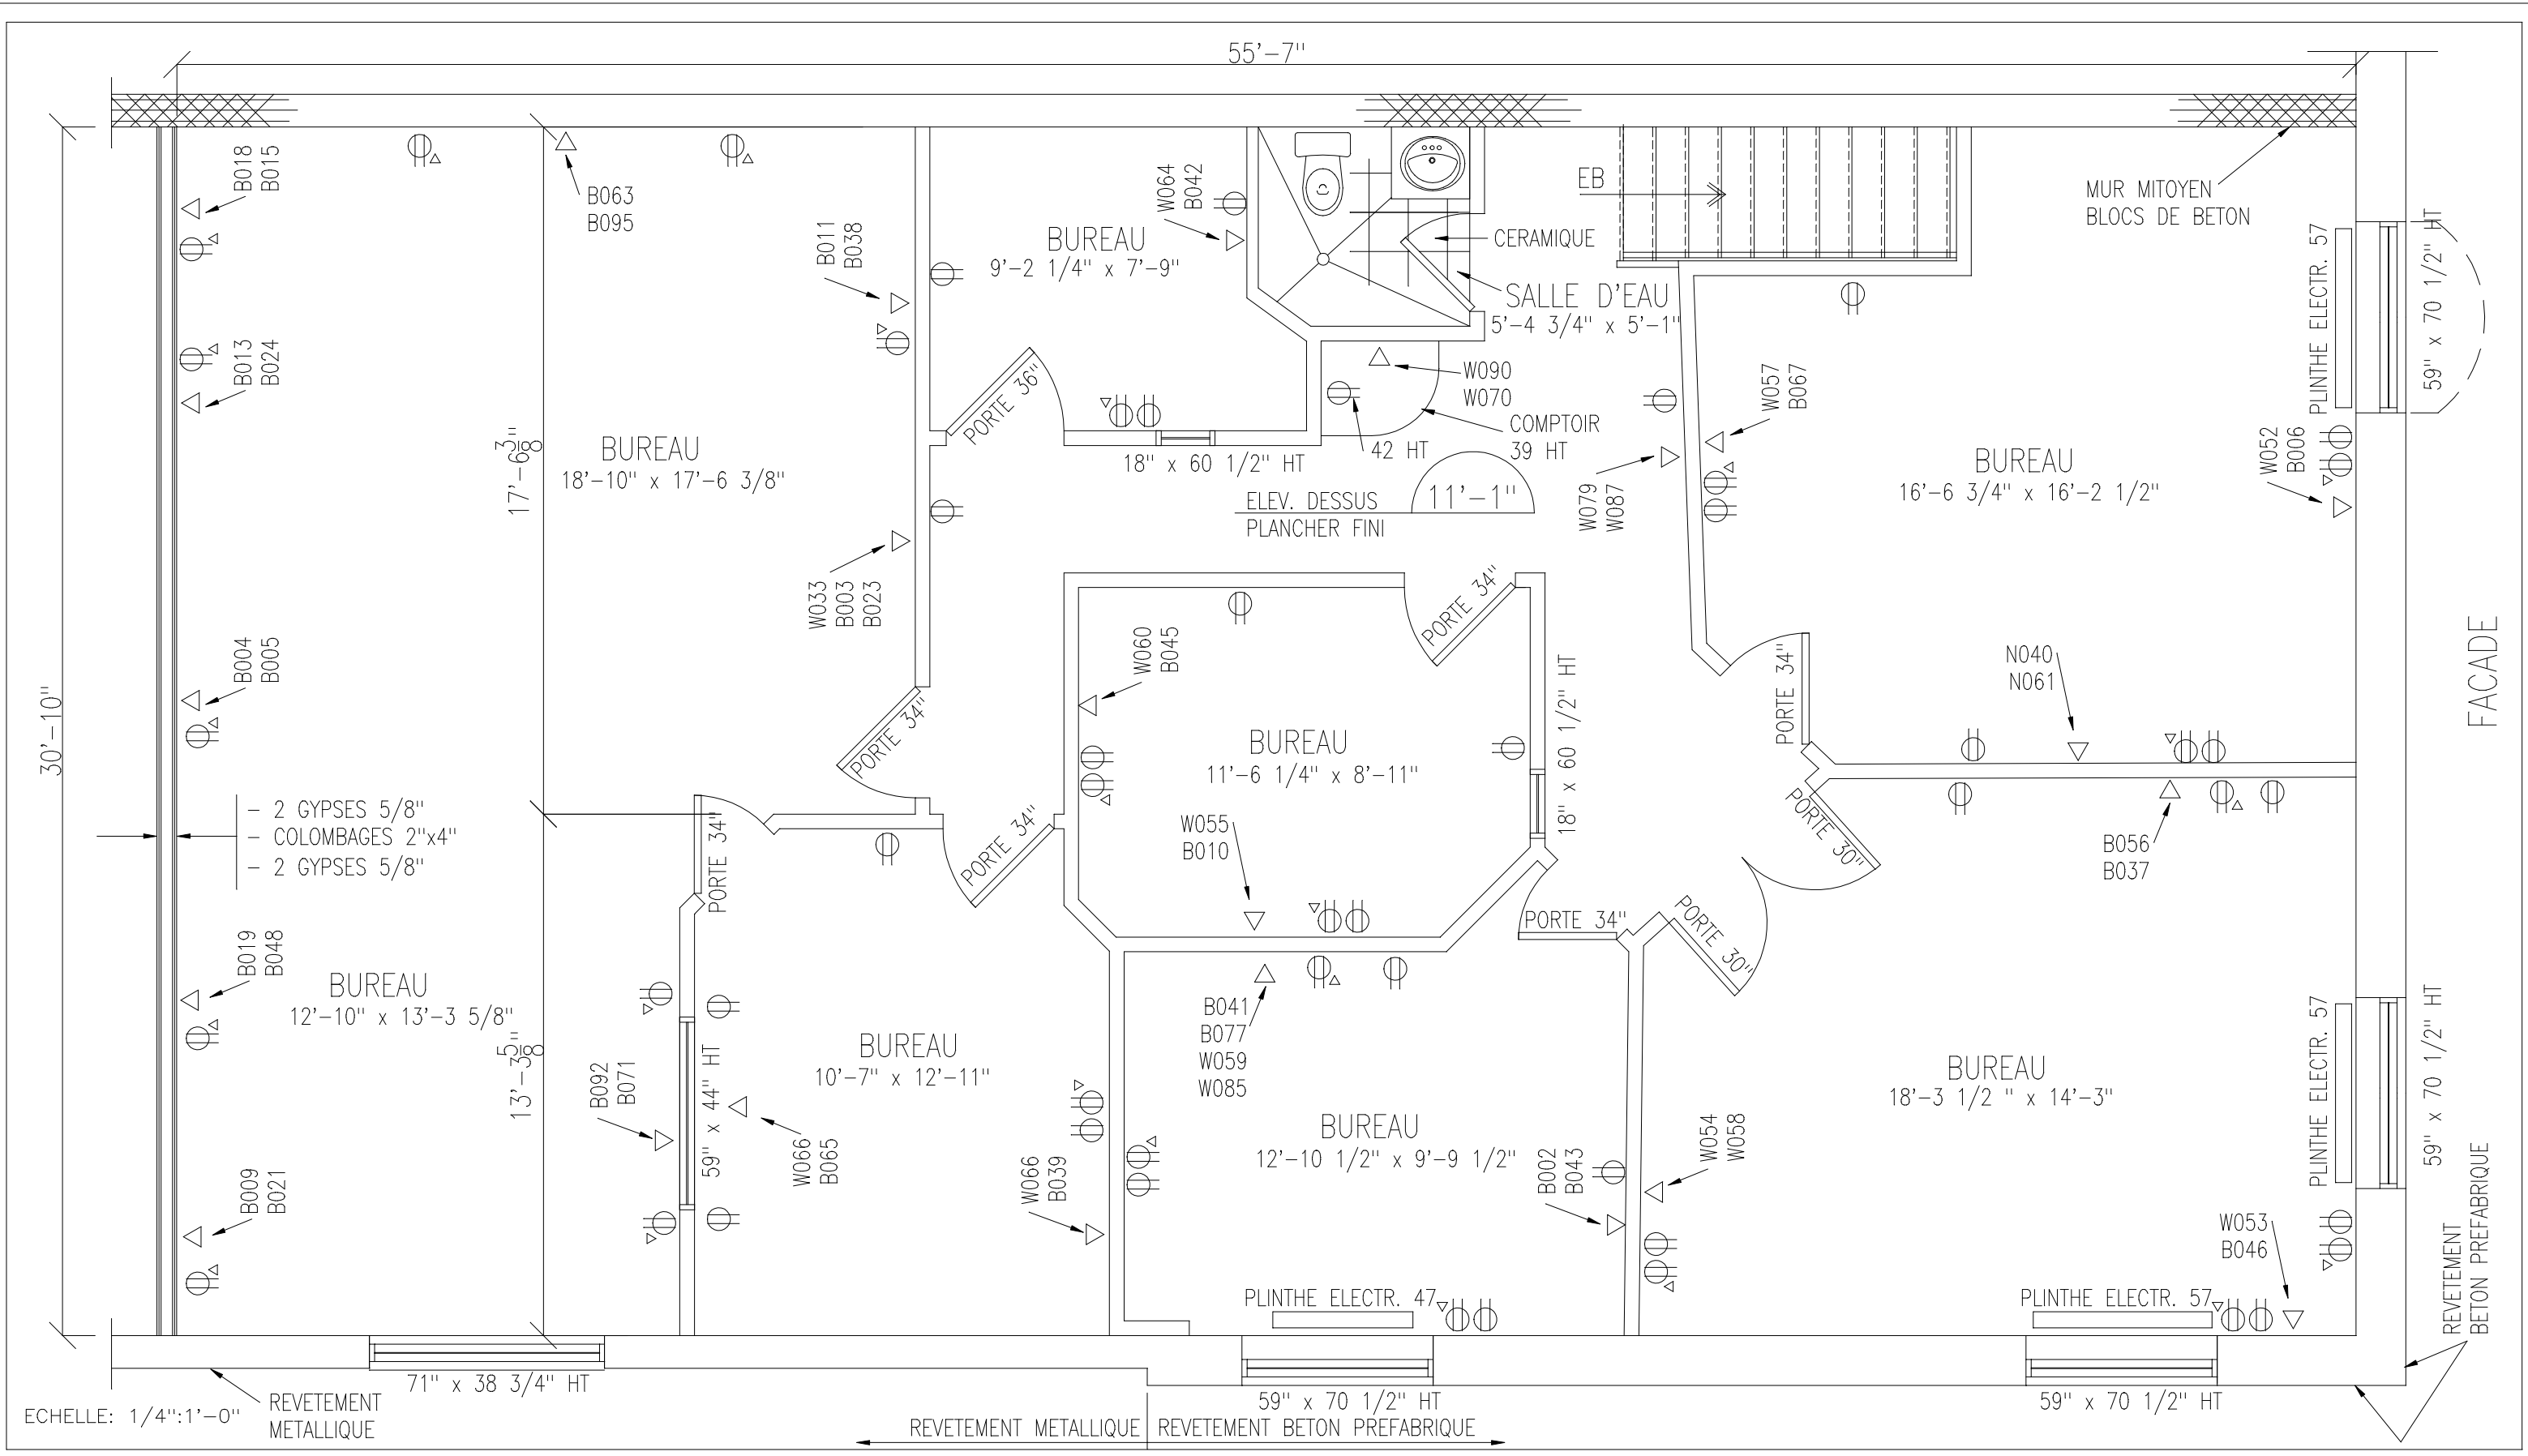 55'-7"
B018
B015
B063
B095
B011
B038
W064
B042
BUREAU
9'-2 1/4" x 7'-9"
EB
CERAMIQUE
SALLE D'EAU
5'-4 3/4" x 5'-1"
MUR MITOYEN
BLOCS DE BETON
PLINTHE ELECTR. 57
59" x 70 1/2" HT
B013
B024
17'-6 3/8"
BUREAU
18'-10" x 17'-6 3/8"
PORTE 36"
18" x 60 1/2" HT
W090
W070
COMPTOIR
39 HT
42 HT
ELEV. DESSUS
PLANCHER FINI
11'-1"
W079
W087
W057
B067
BUREAU
16'-6 3/4" x 16'-2 1/2"
W052
B006
W033
B003
B023
B004
B005
30'-10"
PORTE 34"
W060
B045
PORTE 34"
18" x 60 1/2" HT
BUREAU
11'-6 1/4" x 8'-11"
PORTE 34"
N040
N061
FACADE
- 2 GYPSES 5/8"
- COLOMBAGES 2"x4"
- 2 GYPSES 5/8"
PORTE 34"
PORTE 34"
W055
B010
PORTE 30"
B056
B037
PORTE 34"
PORTE 30"
B019
B048
BUREAU
12'-10" x 13'-3 5/8"
13'-3 5/8"
B092
B071
59" x 44" HT
BUREAU
10'-7" x 12'-11"
W066
B065
W066
B039
B041
B077
W059
W085
BUREAU
12'-10 1/2" x 9'-9 1/2"
B002
B043
W054
W058
BUREAU
18'-3 1/2 " x 14'-3"
PLINTHE ELECTR. 57
59" x 70 1/2" HT
B009
B021
W053
B046
PLINTHE ELECTR. 47
PLINTHE ELECTR. 57
REVETEMENT
BETON PREFABRIQUE
71" x 38 3/4" HT
59" x 70 1/2" HT
59" x 70 1/2" HT
ECHELLE: 1/4":1'-0"
REVETEMENT
METALLIQUE
REVETEMENT METALLIQUE
REVETEMENT BETON PREFABRIQUE